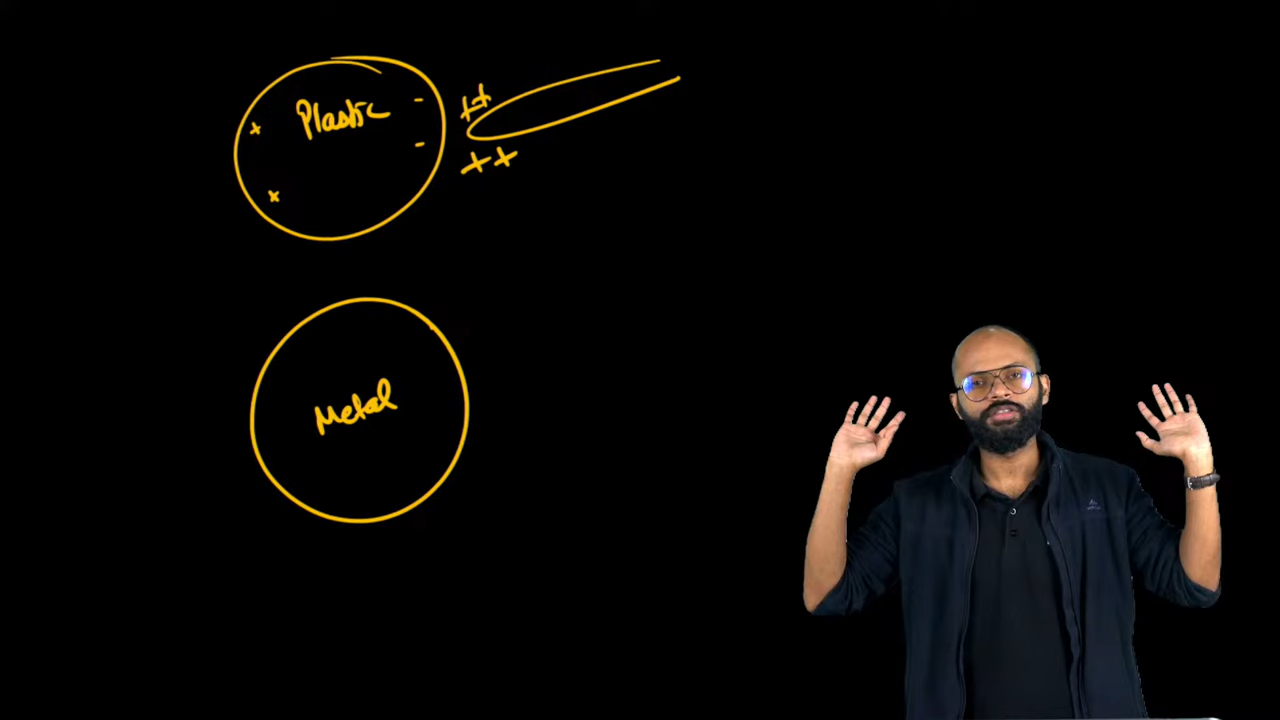 Plastic
+ + - -
++
++
Metal